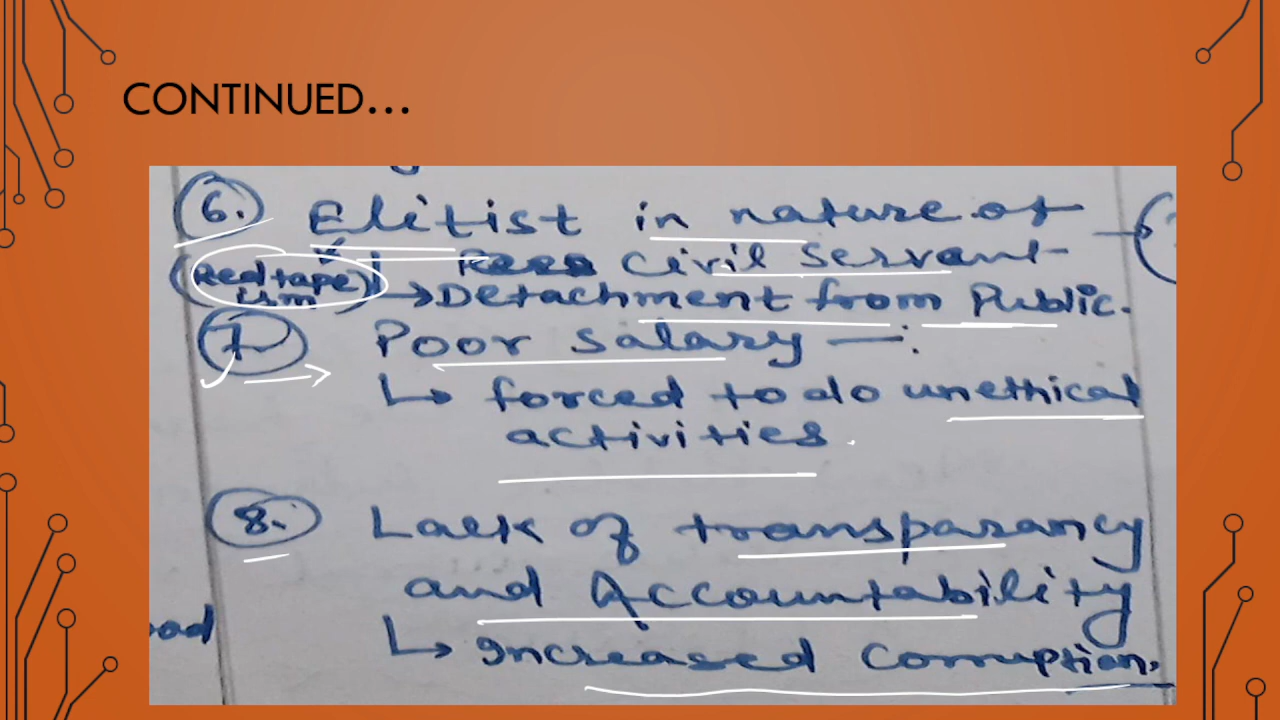 CONTINUED...
6. Elitist in nature of →
civil servant
(Red tape
ism) → Detachment from Public.
7. Poor salary —:
↳ forced to do unethical
activities.
8. Lack of transparancy
and Accountability
oad
↳ Increased Corruption.